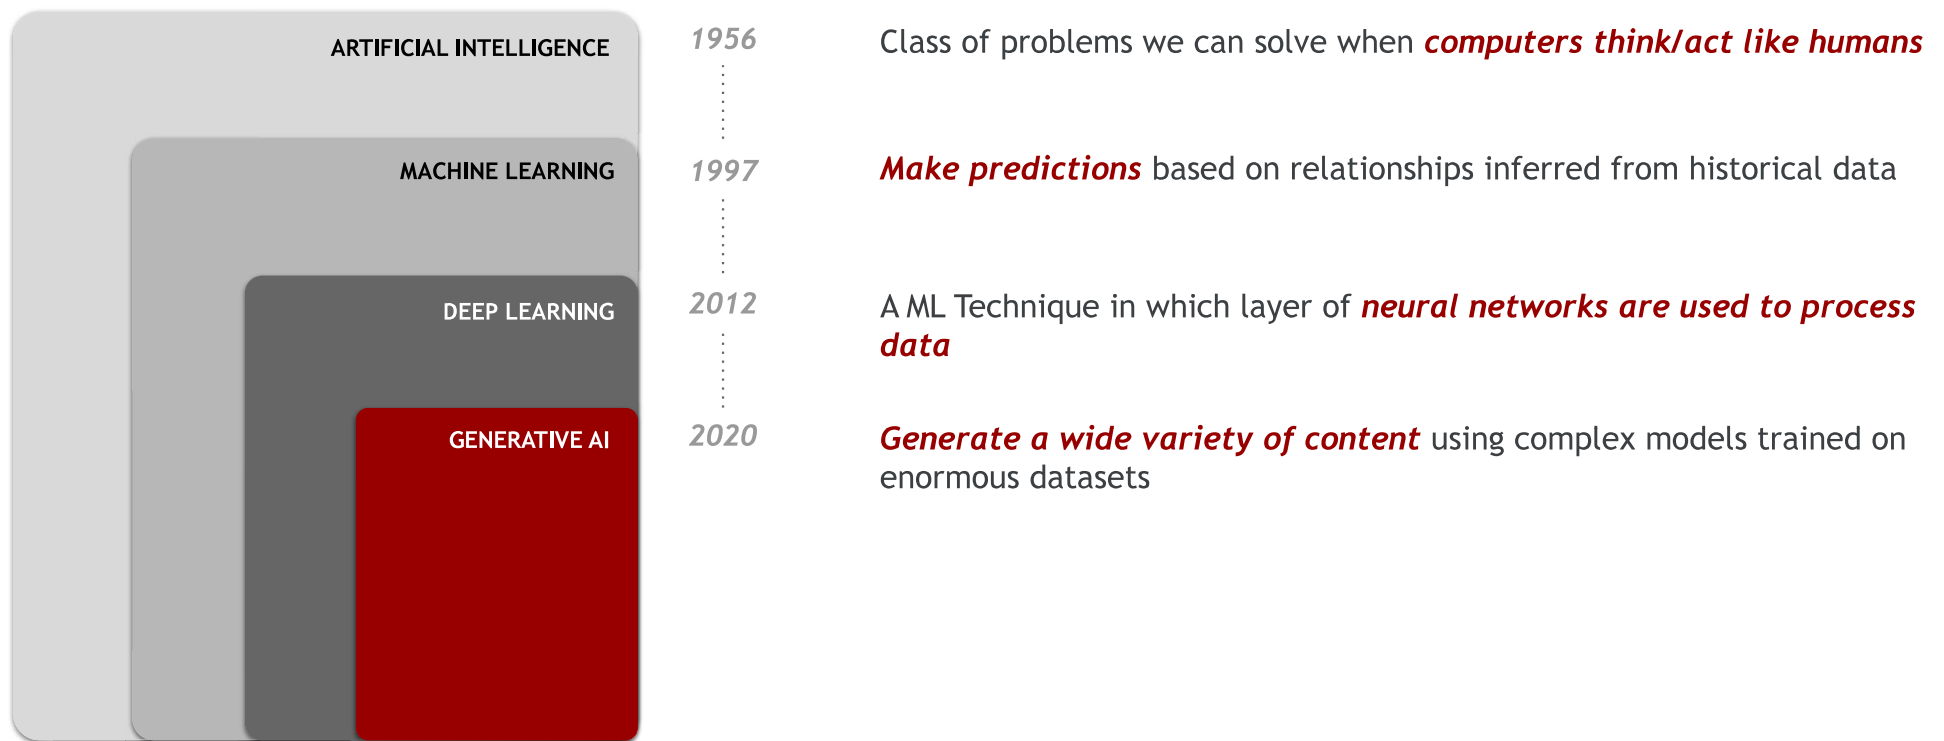 ARTIFICIAL INTELLIGENCE
1956
Class of problems we can solve when computers think/act like humans
MACHINE LEARNING
1997
Make predictions based on relationships inferred from historical data
DEEP LEARNING
2012
A ML Technique in which layer of neural networks are used to process
data
GENERATIVE AI
2020
Generate a wide variety of content using complex models trained on
enormous datasets